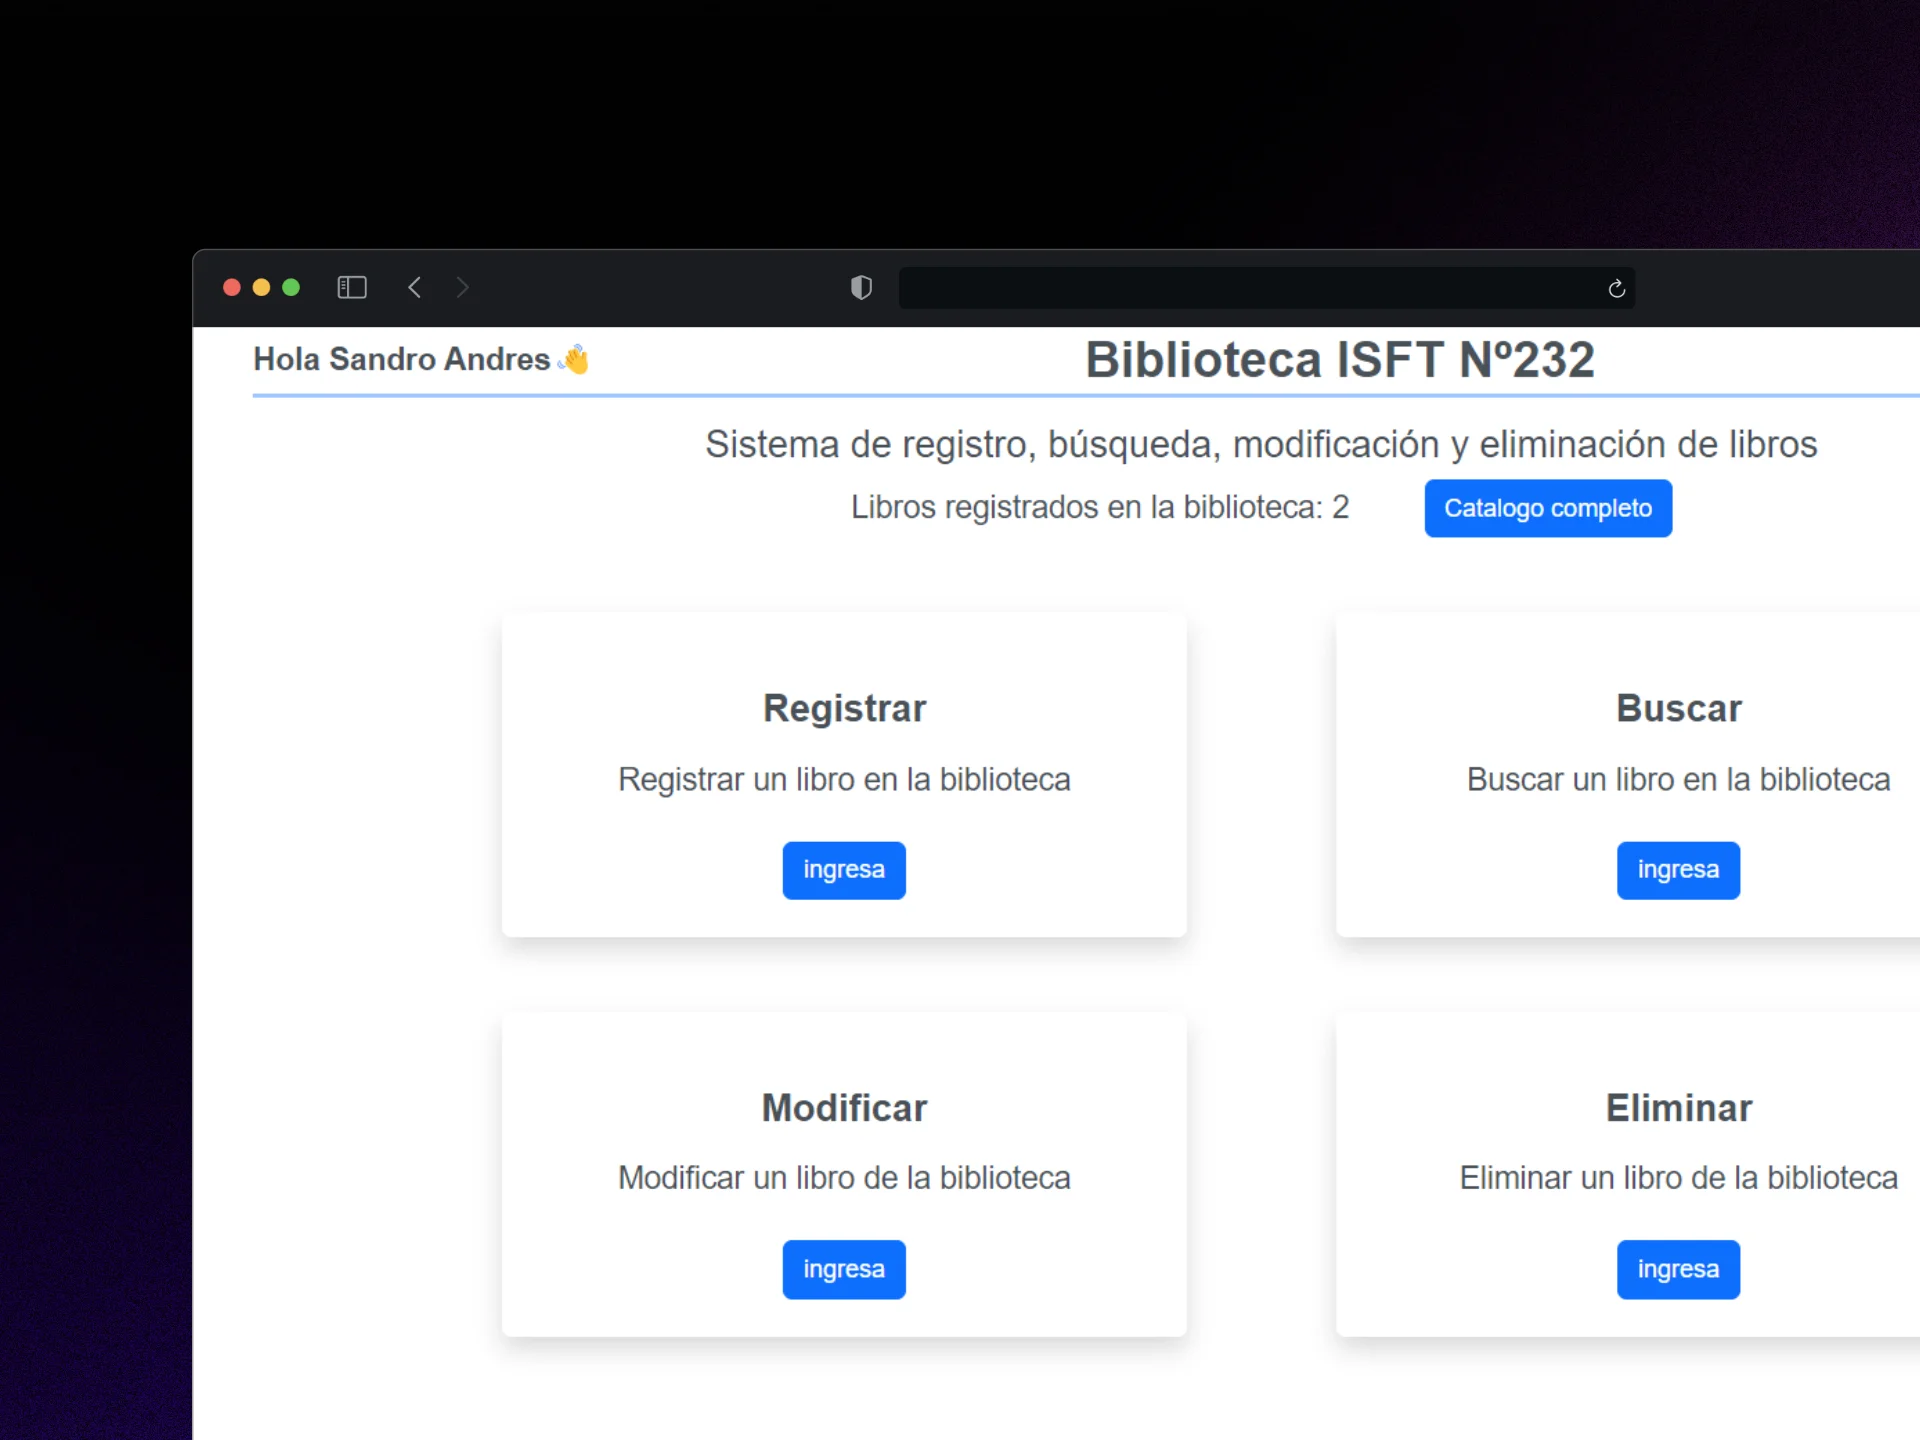 Hola Sandro Andres 👋
Biblioteca ISFT Nº232
Sistema de registro, búsqueda, modificación y eliminación de libros
Libros registrados en la biblioteca: 2
Catalogo completo
Registrar
Registrar un libro en la biblioteca
ingresa
Buscar
Buscar un libro en la biblioteca
ingresa
Modificar
Modificar un libro de la biblioteca
ingresa
Eliminar
Eliminar un libro de la biblioteca
ingresa